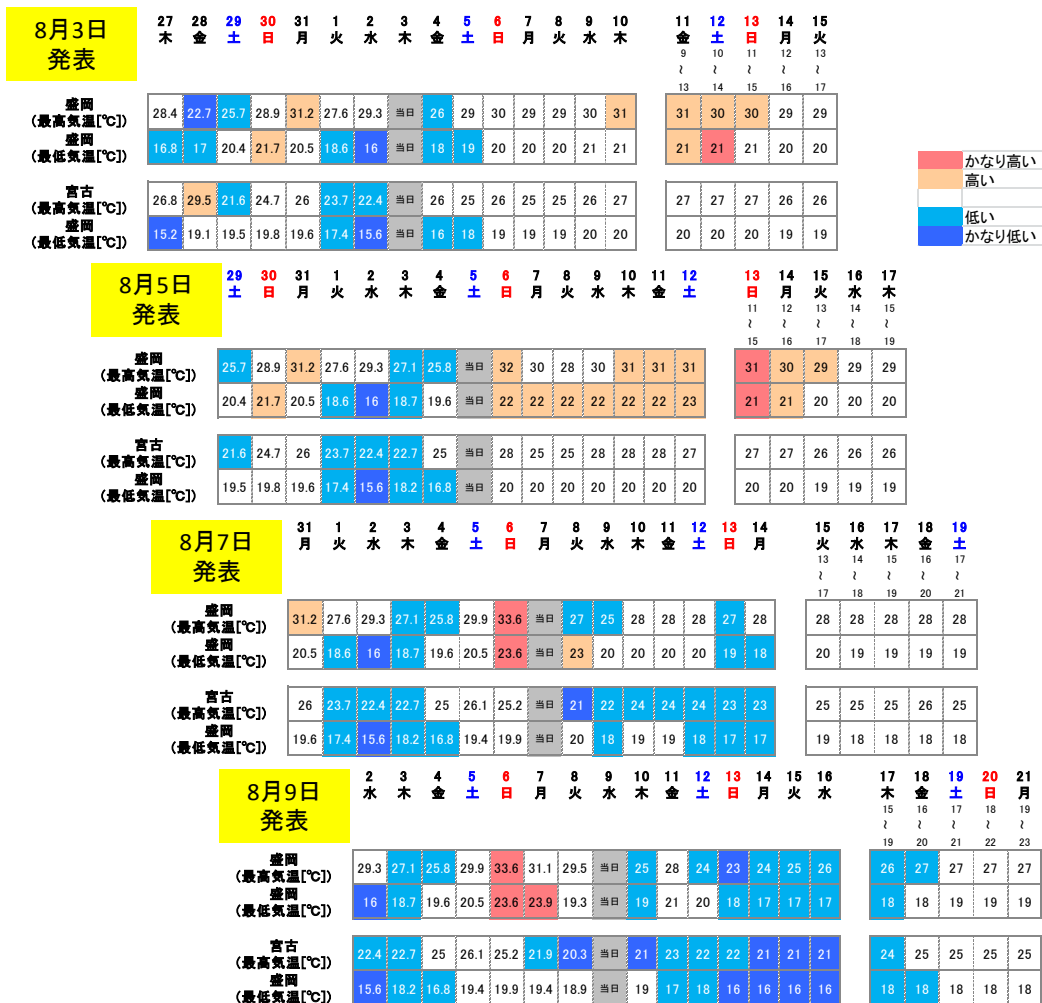 8月3日
発表
27 28 29 30 31 1 2 3 4 5 6 7 8 9 10 11 12 13 14 15
木 金 土 日 月 火 水 木 金 土 日 月 火 水 木 金 土 日 月 火
9 10 11 12 13
～ ～ ～ ～ ～
13 14 15 16 17
盛岡
(最高気温[℃]) 28.4 22.7 25.7 28.9 31.2 27.6 29.3 当日 26 29 30 29 29 30 31 31 30 30 29 29
盛岡
(最低気温[℃]) 16.8 17 20.4 21.7 20.5 18.6 16 当日 18 19 20 20 20 21 21 21 21 21 20 20
宮古
(最高気温[℃]) 26.8 29.5 21.6 24.7 26 23.7 22.4 当日 26 25 26 25 25 26 27 27 27 27 26 26
盛岡
(最低気温[℃]) 15.2 19.1 19.5 19.8 19.6 17.4 15.6 当日 16 18 19 19 19 20 20 20 20 20 19 19
かなり高い
高い
低い
かなり低い
8月5日
発表
29 30 31 1 2 3 4 5 6 7 8 9 10 11 12 13 14 15 16 17
土 日 月 火 水 木 金 土 日 月 火 水 木 金 土 日 月 火 水 木
11 12 13 14 15
～ ～ ～ ～ ～
15 16 17 18 19
盛岡
(最高気温[℃]) 25.7 28.9 31.2 27.6 29.3 27.1 25.8 当日 32 30 28 30 31 31 31 31 30 29 29 29
盛岡
(最低気温[℃]) 20.4 21.7 20.5 18.6 16 18.7 19.6 当日 22 22 22 22 22 22 23 21 21 20 20 20
宮古
(最高気温[℃]) 21.6 24.7 26 23.7 22.4 22.7 25 当日 28 25 25 28 28 28 27 27 27 26 26 26
盛岡
(最低気温[℃]) 19.5 19.8 19.6 17.4 15.6 18.2 16.8 当日 20 20 20 20 20 20 20 20 20 19 19 19
8月7日
発表
31 1 2 3 4 5 6 7 8 9 10 11 12 13 14 15 16 17 18 19
月 火 水 木 金 土 日 月 火 水 木 金 土 日 月 火 水 木 金 土
13 14 15 16 17
～ ～ ～ ～ ～
17 18 19 20 21
盛岡
(最高気温[℃]) 31.2 27.6 29.3 27.1 25.8 29.9 33.6 当日 27 25 28 28 28 27 28 28 28 28 28 28
盛岡
(最低気温[℃]) 20.5 18.6 16 18.7 19.6 20.5 23.6 当日 23 20 20 20 20 19 18 20 19 19 19 19
宮古
(最高気温[℃]) 26 23.7 22.4 22.7 25 26.1 25.2 当日 21 22 24 24 24 23 23 25 25 25 26 25
盛岡
(最低気温[℃]) 19.6 17.4 15.6 18.2 16.8 19.4 19.9 当日 20 18 19 19 18 17 17 19 18 18 18 18
8月9日
発表
2 3 4 5 6 7 8 9 10 11 12 13 14 15 16 17 18 19 20 21
水 木 金 土 日 月 火 水 木 金 土 日 月 火 水 木 金 土 日 月
15 16 17 18 19
～ ～ ～ ～ ～
19 20 21 22 23
盛岡
(最高気温[℃]) 29.3 27.1 25.8 29.9 33.6 31.1 29.5 当日 25 28 24 23 24 25 26 26 27 27 27 27
盛岡
(最低気温[℃]) 16 18.7 19.6 20.5 23.6 23.9 19.3 当日 19 21 20 18 17 17 17 18 18 19 19 19
宮古
(最高気温[℃]) 22.4 22.7 25 26.1 25.2 21.9 20.3 当日 21 23 22 22 21 21 21 24 25 25 25 25
盛岡
(最低気温[℃]) 15.6 18.2 16.8 19.4 19.9 19.4 18.9 当日 19 17 18 16 16 16 16 18 18 18 18 18